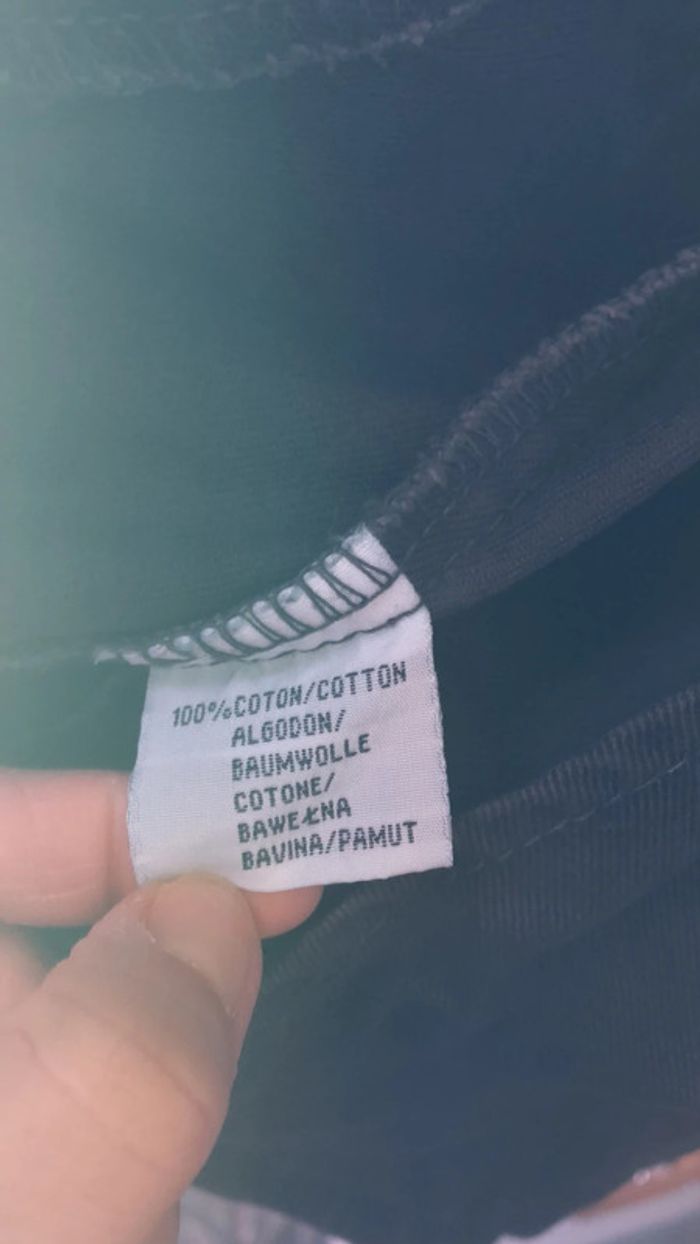 100%COTON/COTTON
ALGODON/
BAUMWOLLE
COTONE/
BAWEŁNA
BAVINA/PAMUT